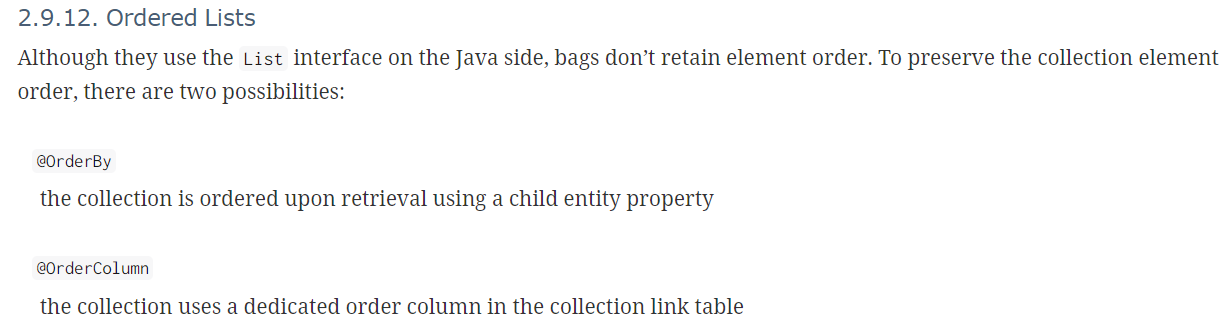 2.9.12. Ordered Lists
Although they use the List interface on the Java side, bags don’t retain element order. To preserve the collection element
order, there are two possibilities:
@OrderBy
the collection is ordered upon retrieval using a child entity property
@OrderColumn
the collection uses a dedicated order column in the collection link table